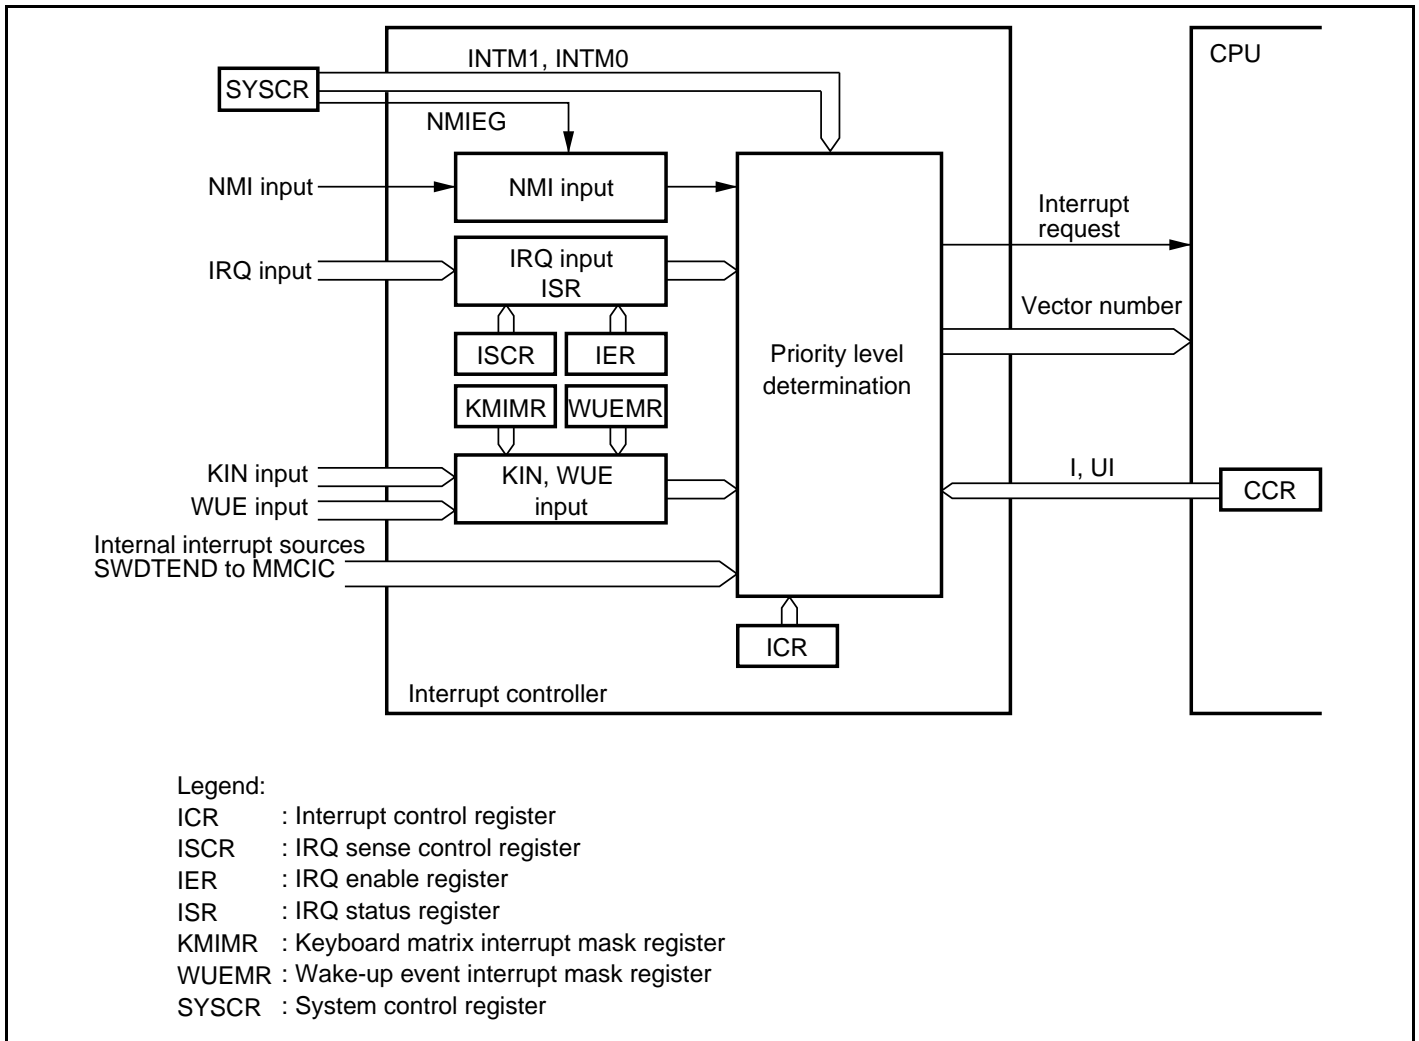 INTM1, INTM0
CPU
SYSCR
NMIEG
NMI input
NMI input
Interrupt
request
IRQ input
IRQ input
ISR
Vector number
ISCR
IER
Priority level
determination
KMIMR
WUEMR
KIN input
WUE input
KIN, WUE
input
I, UI
CCR
Internal interrupt sources
SWDTEND to MMCIC
ICR
Interrupt controller
Legend:
ICR : Interrupt control register
ISCR : IRQ sense control register
IER : IRQ enable register
ISR : IRQ status register
KMIMR : Keyboard matrix interrupt mask register
WUEMR : Wake-up event interrupt mask register
SYSCR : System control register